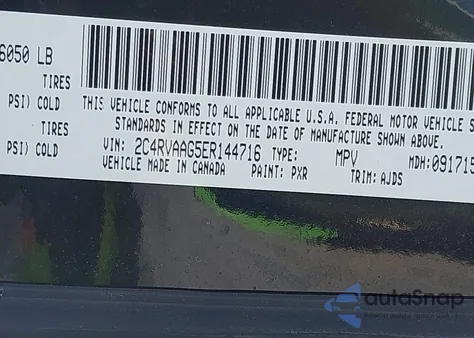 6050 LB
TIRES
PSI) COLD
TIRES
PSI) COLD
THIS VEHICLE CONFORMS TO ALL APPLICABLE U.S.A. FEDERAL MOTOR VEHICLE S
STANDARDS IN EFFECT ON THE DATE OF MANUFACTURE SHOWN ABOVE.
VIN: 2C4RVAAG5ER144716 TYPE: MPV MDH: 091715
VEHICLE MADE IN CANADA PAINT: PXR TRIM: AJDS
autoSnap